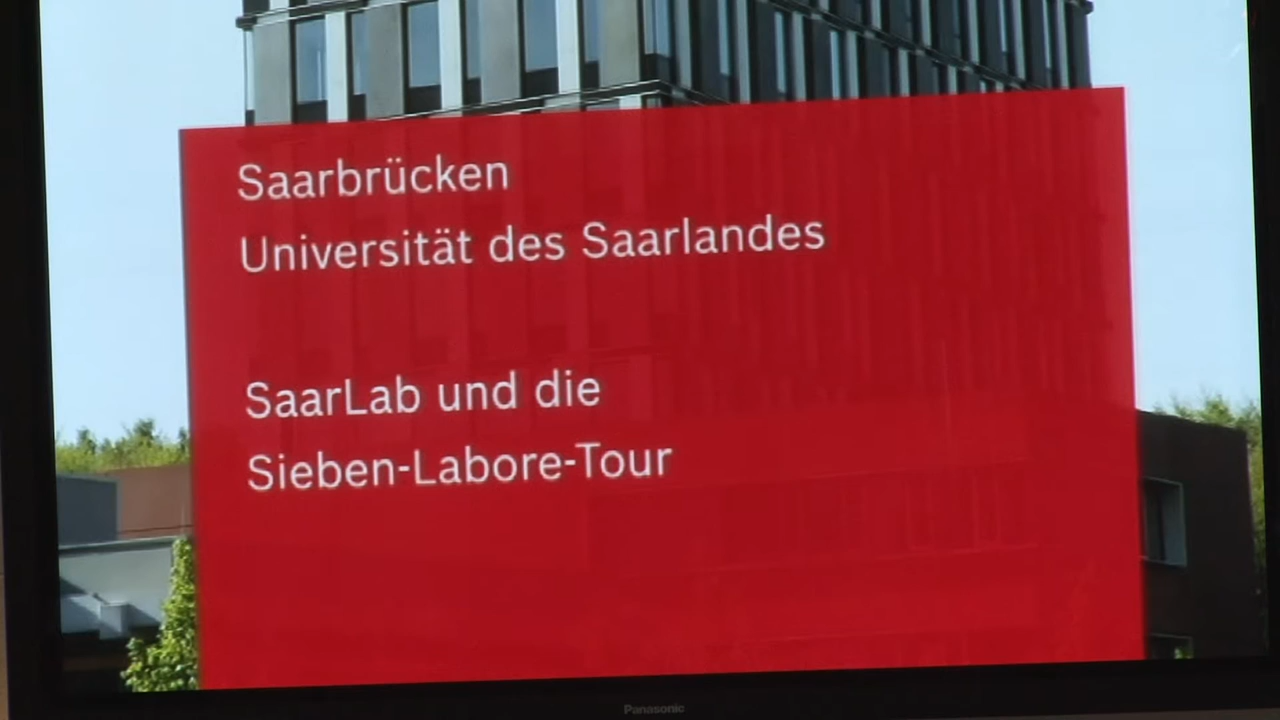 Saarbrücken
Universität des Saarlandes
SaarLab und die
Sieben-Labore-Tour
Panasonic